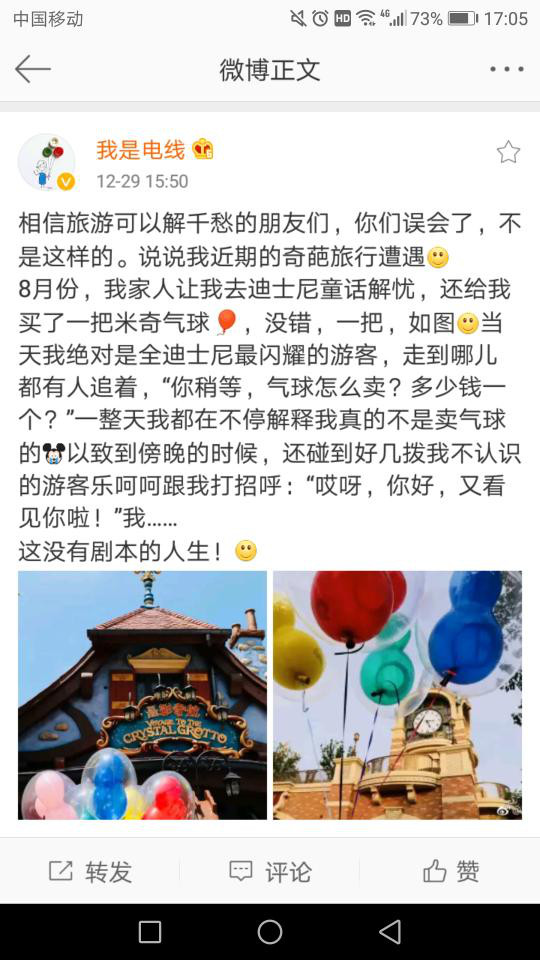 中国移动
HD
4G
73%
17:05
微博正文
我是电线
12-29 15:50
相信旅游可以解千愁的朋友们，你们误会了，不
是这样的。说说我近期的奇葩旅行遭遇🙂
8月份，我家人让我去迪士尼童话解忧，还给我
买了一把米奇气球🎈，没错，一把，如图🙂当
天我绝对是全迪士尼最闪耀的游客，走到哪儿
都有人追着，“你稍等，气球怎么卖？多少钱一
个？”一整天我都在不停解释我真的不是卖气球
的以致到傍晚的时候，还碰到好几拨我不认识
的游客乐呵呵跟我打招呼：“哎呀，你好，又看
见你啦！”我……
这没有剧本的人生！🙂
VOYAGE TO THE
CRYSTAL GROTTO
转发
评论
赞